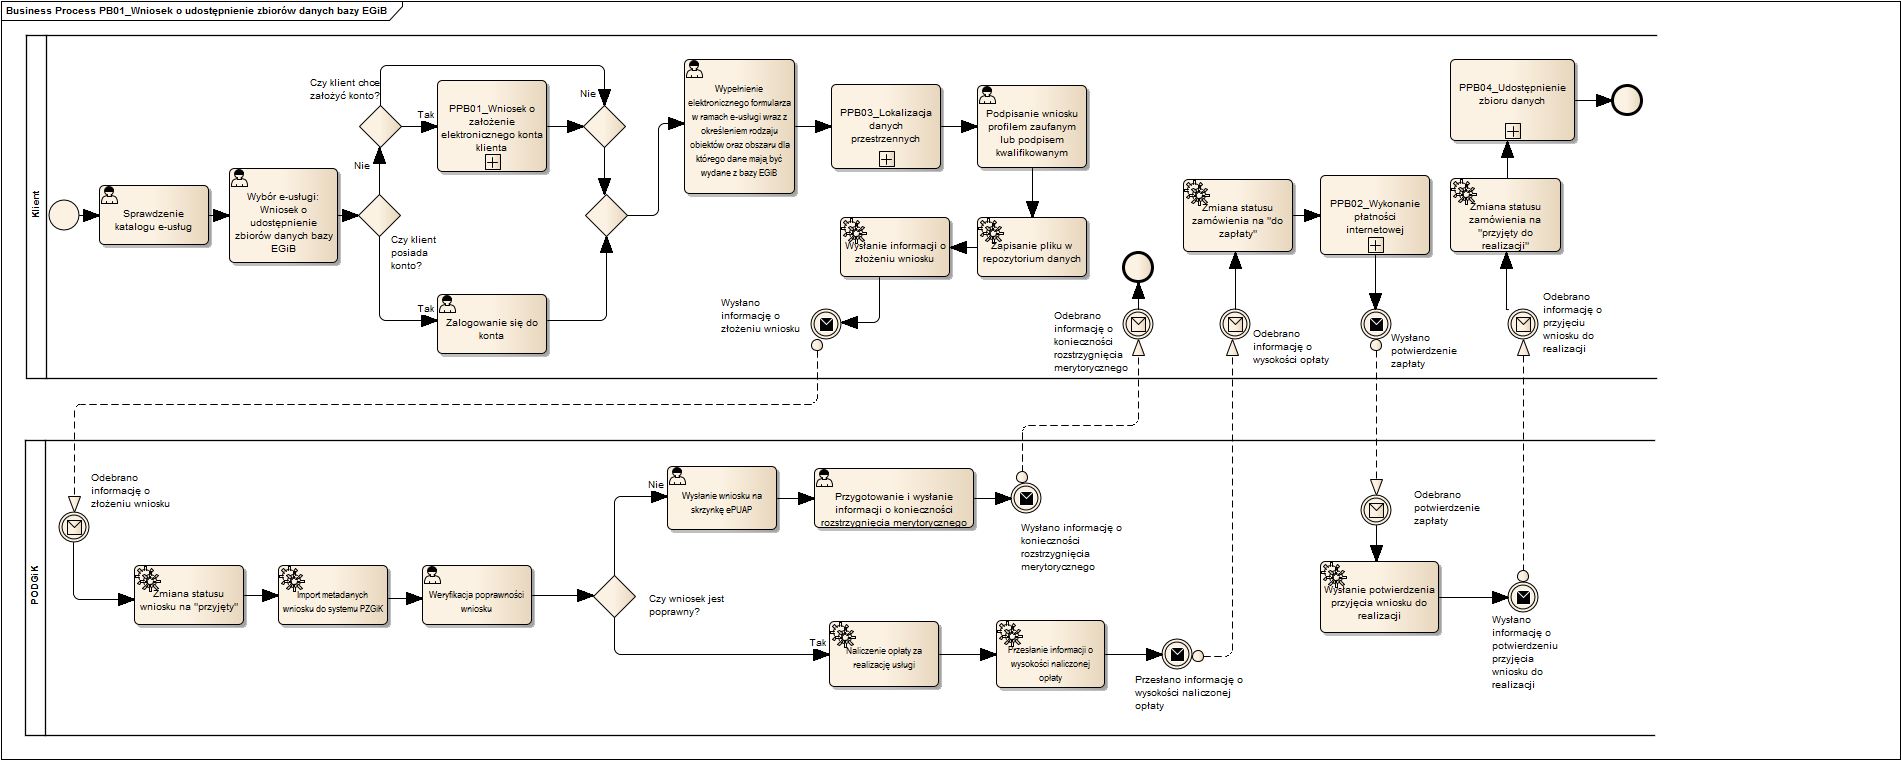 Business Process PB01_Wniosek o udostępnienie zbiorów danych bazy EGiB
Klient
Sprawdzenie
katalogu e-usług
Wybór e-usługi:
Wniosek o
udostępnienie
zbiorów danych bazy
EGiB
Czy klient
posiada
konto?
Nie
Tak
Czy klient chce
założyć konto?
Tak
Nie
PPB01_Wniosek o
założenie
elektronicznego konta
klienta
Zalogowanie się do
konta
Wypełnienie
elektronicznego formularza
w ramach e-usługi wraz z
określeniem rodzaju
obiektów oraz obszaru dla
którego dane mają być
wydane z bazy EGiB
PPB03_Lokalizacja
danych
przestrzennych
Podpisanie wniosku
profilem zaufanym
lub podpisem
kwalifikowanym
Zapisanie pliku w
repozytorium danych
Wysłanie informacji o
złożeniu wniosku
Wysłano
informację o
złożeniu wniosku
Odebrano
informację o
konieczności
rozstrzygnięcia
merytorycznego
Zmiana statusu
zamówienia na "do
zapłaty"
Odebrano
informację o
wysokości opłaty
PPB02_Wykonanie
płatności
internetowej
Wysłano
potwierdzenie
zapłaty
PPB04_Udostępnienie
zbioru danych
Zmiana statusu
zamówienia na
"przyjęty do
realizacji"
Odebrano
informację o
przyjęciu
wniosku do
realizacji
PODGiK
Odebrano
informację o
złożeniu wniosku
Zmiana statusu
wniosku na "przyjęty"
Import metadanych
wniosku do systemu PZGiK
Weryfikacja poprawności
wniosku
Czy wniosek jest
poprawny?
Nie
Tak
Wysłanie wniosku na
skrzynkę ePUAP
Przygotowanie i wysłanie
informacji o konieczności
rozstrzygnięcia merytorycznego
Wysłano informację o
konieczności
rozstrzygnięcia
merytorycznego
Naliczenie opłaty za
realizację usługi
Przesłanie informacji o
wysokości naliczonej
opłaty
Przesłano informację o
wysokości naliczonej
opłaty
Odebrano
potwierdzenie
zapłaty
Wysłanie potwierdzenia
przyjęcia wniosku do
realizacji
Wysłano
informację o
potwierdzeniu
przyjęcia
wniosku do
realizacji